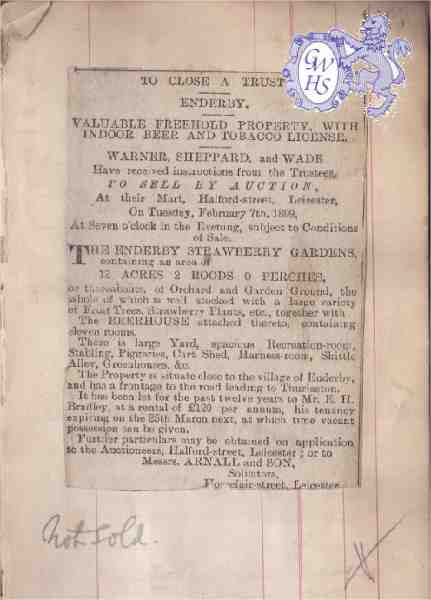 GWHS
TO CLOSE A TRUST
ENDERBY.
VALUABLE FREEHOLD PROPERTY, WITH
INDOOR BEER AND TOBACCO LICENSE.
WARNER, SHEPPARD, and WADE
Have received instructions from the Trustees,
TO SELL BY AUCTION,
At their Mart, Halford-street, Leicester,
On Tuesday, February 7th, 1899,
At Seven o'clock in the Evening, subject to Conditions
of Sale.
THE ENDERBY STRAWBERRY GARDENS,
containing an area of
12 ACRES 2 ROODS 0 PERCHES,
or thereabouts, of Orchard and Garden Ground, the
whole of which is well stocked with a large variety
of Fruit Trees, Strawberry Plants, etc., together with
The BEERHOUSE attached thereto, containing
eleven rooms.
There is large Yard, spacious Recreation-room,
Stabling, Piggeries, Cart Shed, Harness-room, Skittle
Alley, Greenhouses, &c.
The Property is situate close to the village of Enderby,
and has a frontage to the road leading to Thurlaston.
It has been let for the past twelve years to Mr. E. H.
Bradley, at a rental of £120 per annum, his tenancy
expiring on the 25th March next, at which time vacant
possession can be given.
Further particulars may be obtained on application
to the Auctioneers, Halford-street, Leicester; or to
Messrs. ARNALL and SON,
Solicitors,
Horsefair-street, Leicester
Not Sold.